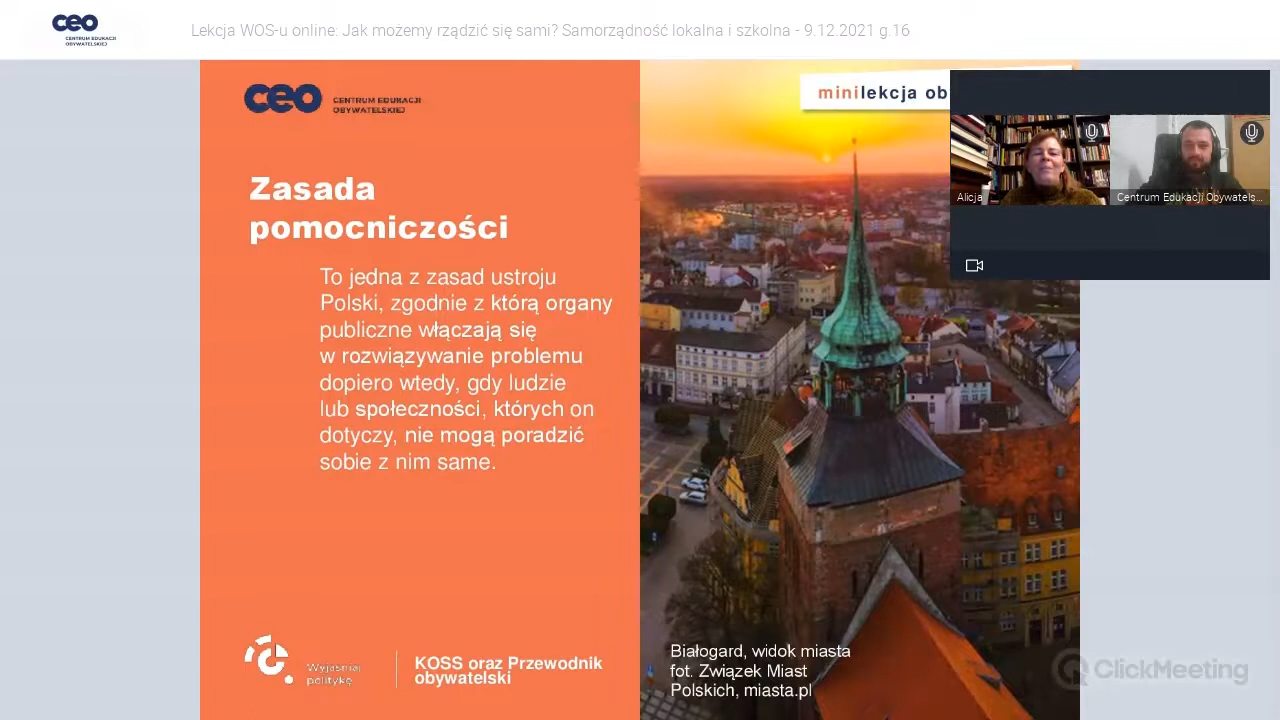 ceo
CENTRUM EDUKACJI
OBYWATELSKIEJ
Lekcja WOS-u online: Jak możemy rządzić się sami? Samorządność lokalna i szkolna - 9.12.2021 g.16
ceo
CENTRUM EDUKACJI
OBYWATELSKIEJ
minilekcja ob
Zasada
pomocniczości
To jedna z zasad ustroju
Polski, zgodnie z którą organy
publiczne włączają się
w rozwiązywanie problemu
dopiero wtedy, gdy ludzie
lub społeczności, których on
dotyczy, nie mogą poradzić
sobie z nim same.
Alicja
Centrum Edukacji Obywatels...
Wyjaśniaj
politykę
KOSS oraz Przewodnik
obywatelski
Białogard, widok miasta
fot. Związek Miast
Polskich, miasta.pl
ClickMeeting